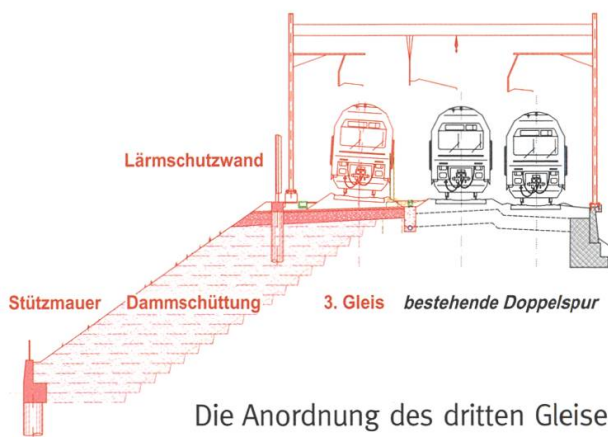 Lärmschutzwand
Stützmauer Dammschüttung 3. Gleis bestehende Doppelspur
Die Anordnung des dritten Gleise